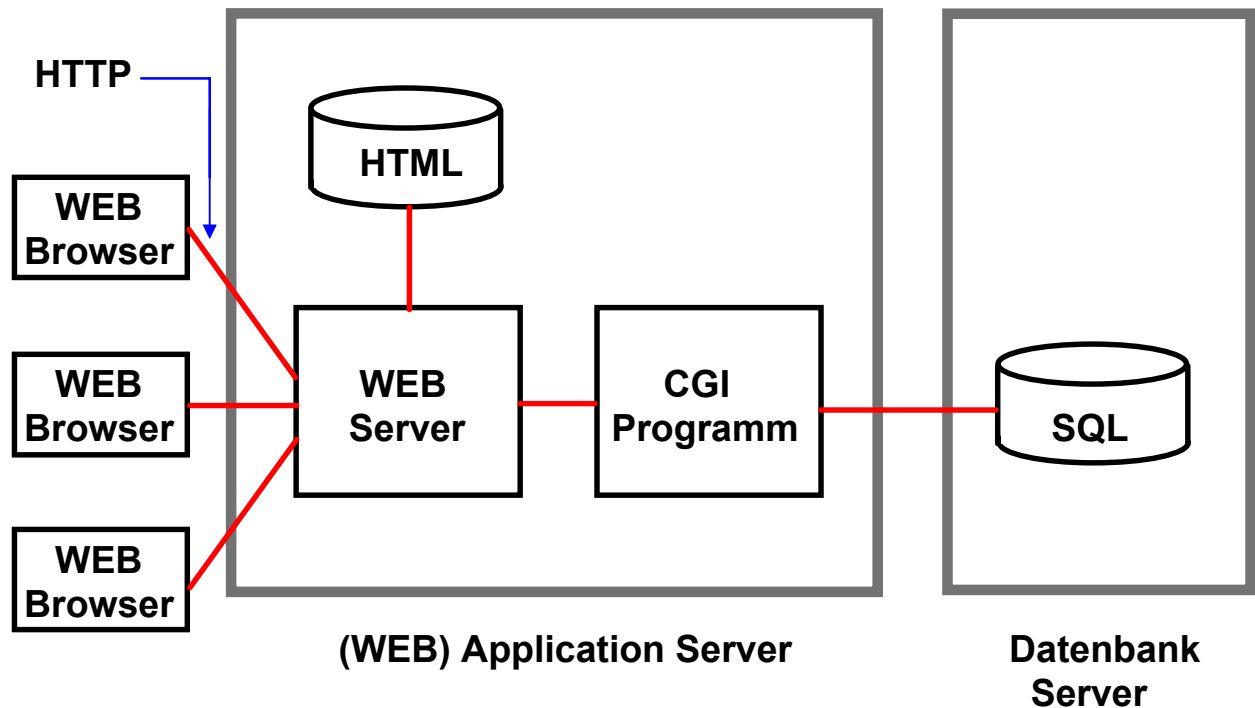 HTTP
HTML
WEB
Browser
WEB
Browser
WEB
Browser
WEB
Server
CGI
Programm
SQL
(WEB) Application Server
Datenbank
Server